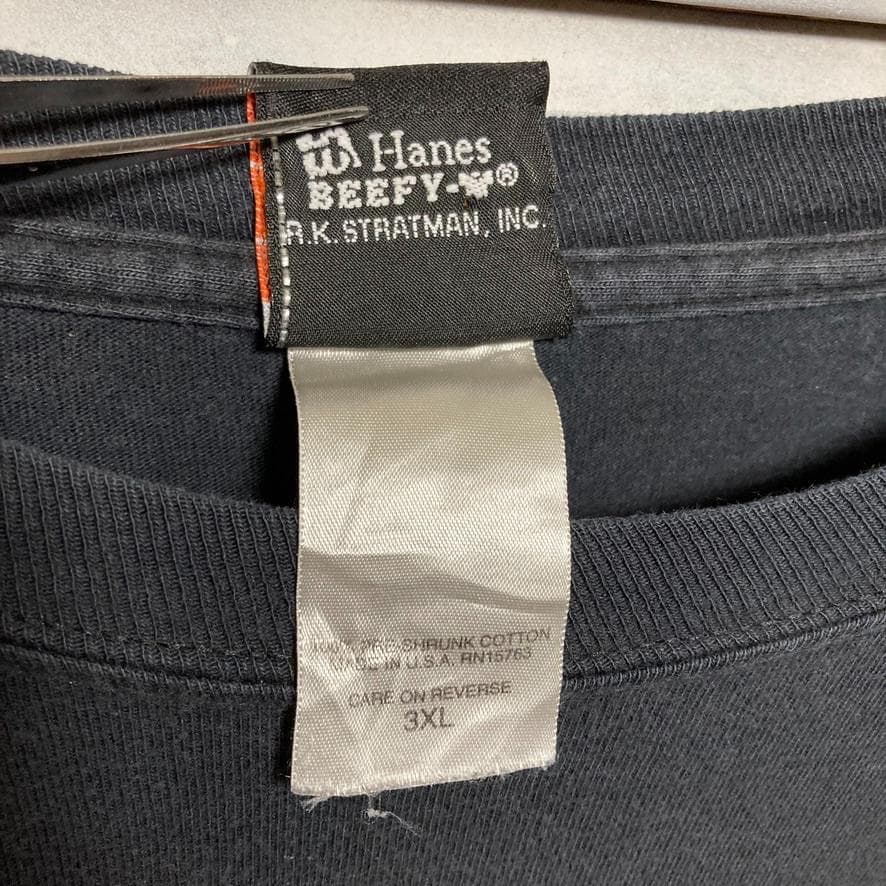 Hanes
BEEFY-T®
R.K. STRATMAN, INC.
100% PRE-SHRUNK COTTON
MADE IN U.S.A. RN15763
CARE ON REVERSE
3XL